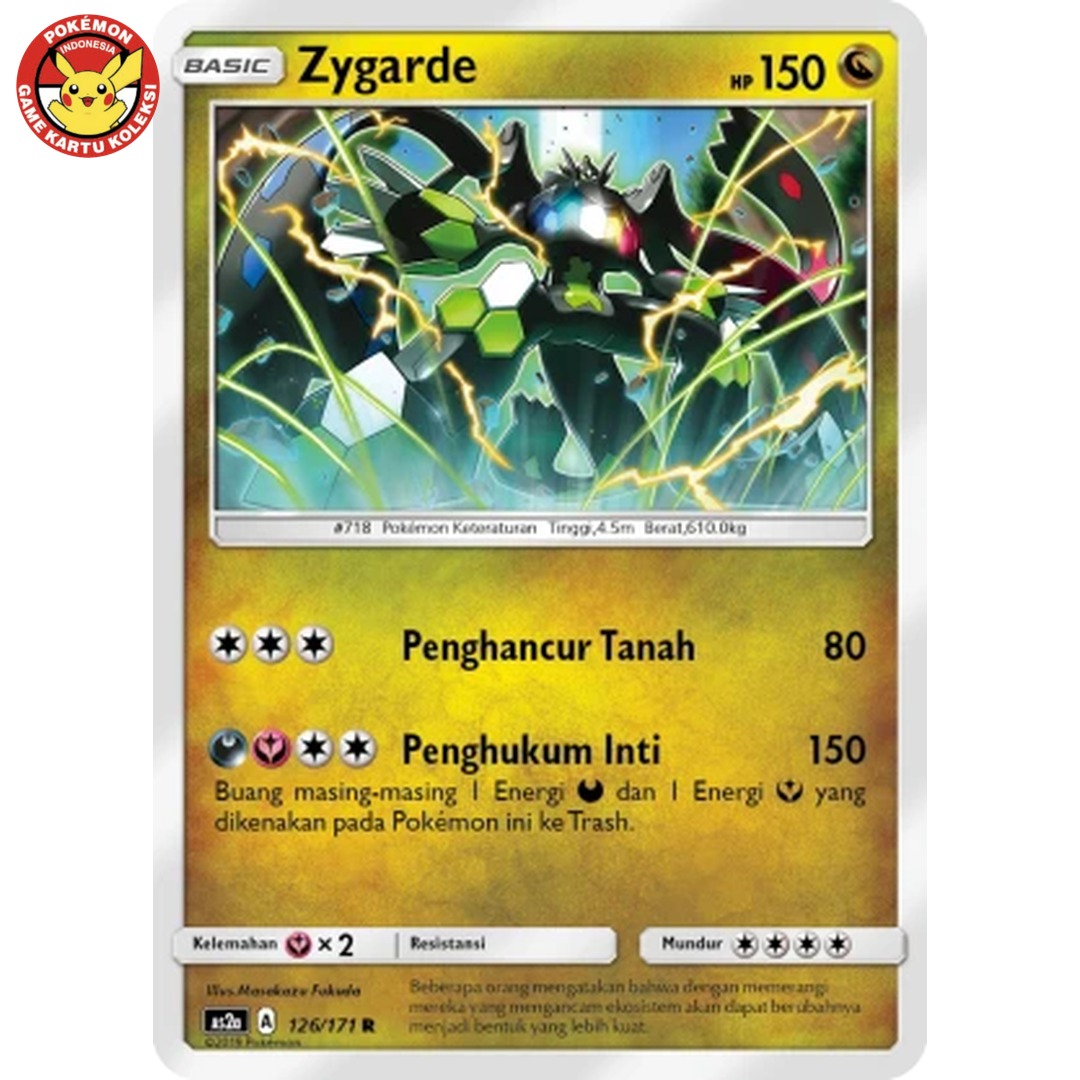 POKÉMON
INDONESIA
GAME KARTU KOLEKSI
BASIC Zygarde HP 150
#718 Pokémon Keteraturan Tinggi,4.5m Berat,610.0kg
Penghancur Tanah 80
Penghukum Inti 150
Buang masing-masing 1 Energi dan 1 Energi yang
dikenakan pada Pokémon ini ke Trash.
Kelemahan ×2 Resistansi Mundur
Illus.Masakazu Fukuda
Beberapa orang mengatakan bahwa dengan memerangi
mereka yang mengancam ekosistem akan dapat berubahnya
menjadi bentuk yang lebih kuat.
A 126/171 R
©2019 Pokémon